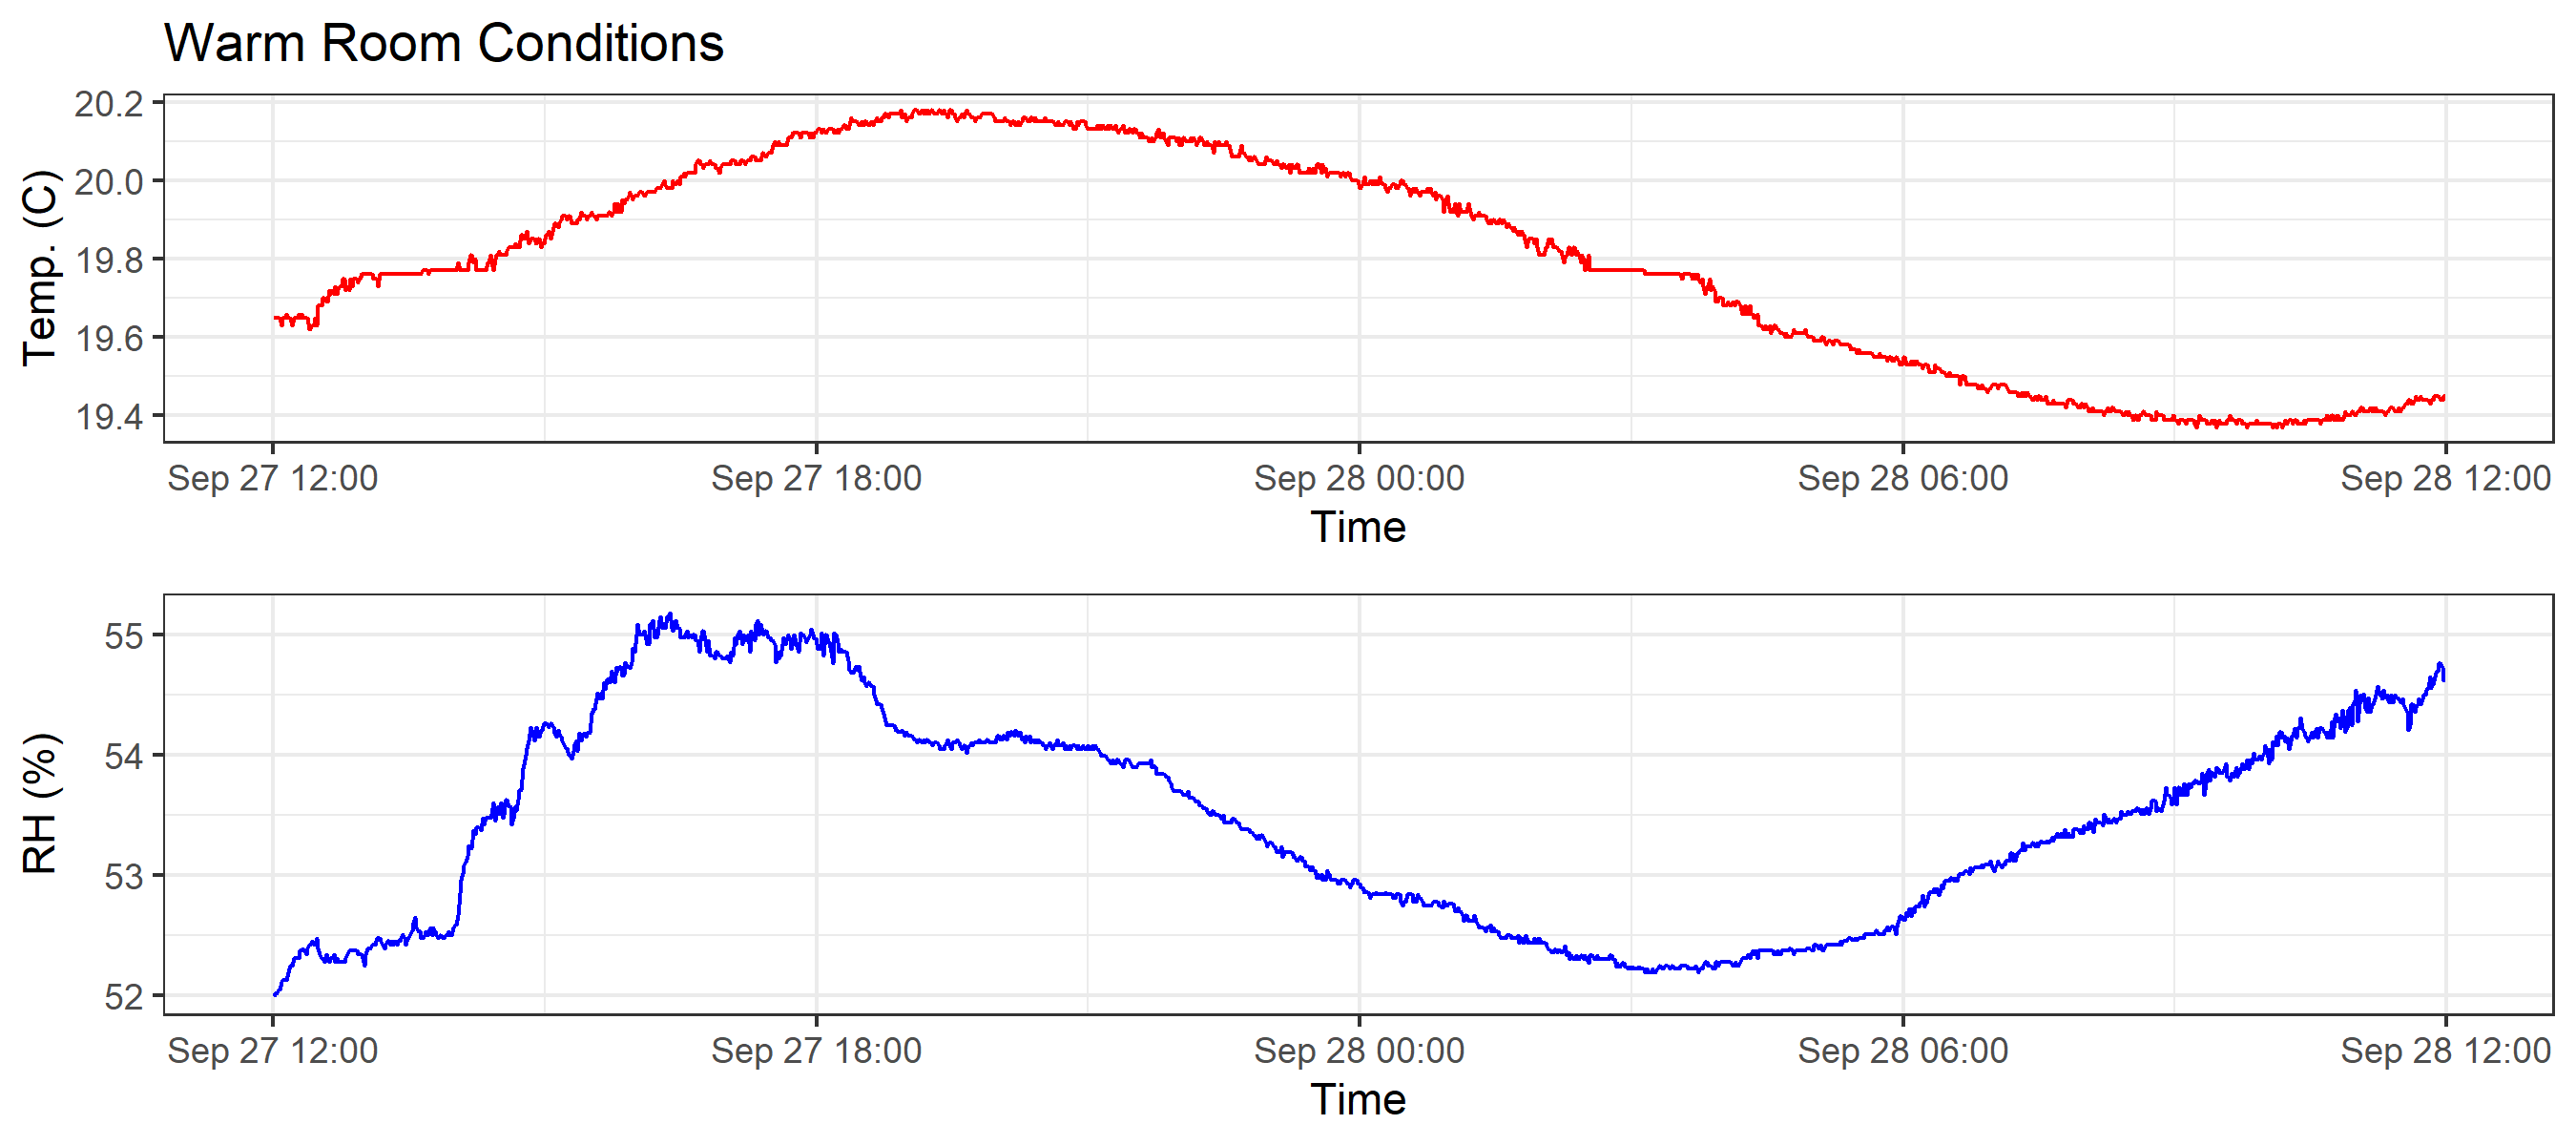 Warm Room Conditions
Temp. (C)
20.2
20.0
19.8
19.6
19.4
Sep 27 12:00 Sep 27 18:00 Sep 28 00:00 Sep 28 06:00 Sep 28 12:00
Time
RH (%)
55
54
53
52
Sep 27 12:00 Sep 27 18:00 Sep 28 00:00 Sep 28 06:00 Sep 28 12:00
Time